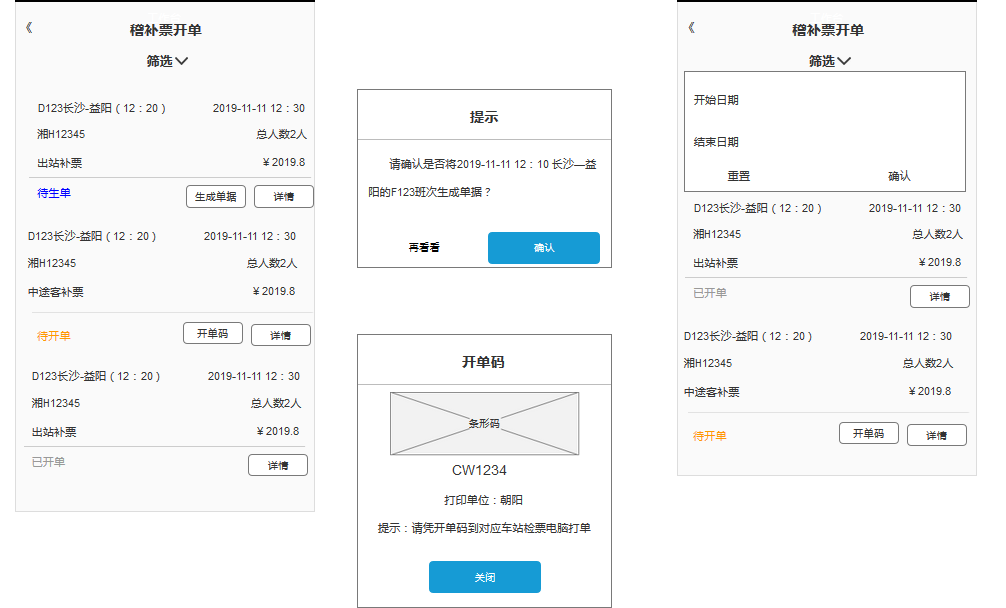 《 稽补票开单
筛选
D123长沙-益阳（12：20） 2019-11-11 12：30
湘H12345 总人数2人
出站补票 ￥2019.8
待生单 生成单据 详情
D123长沙-益阳（12：20） 2019-11-11 12：30
湘H12345 总人数2人
中途客补票 ￥2019.8
待开单 开单码 详情
D123长沙-益阳（12：20） 2019-11-11 12：30
湘H12345 总人数2人
出站补票 ￥2019.8
已开单 详情
提示
请确认是否将2019-11-11 12：10 长沙—益
阳的F123班次生成单据？
再看看 确认
开单码
条形码
CW1234
打印单位：朝阳
提示：请凭开单码到对应车站检票电脑打单
关闭
《 稽补票开单
筛选
开始日期
结束日期
重置 确认
D123长沙-益阳（12：20） 2019-11-11 12：30
湘H12345 总人数2人
出站补票 ￥2019.8
已开单 详情
D123长沙-益阳（12：20） 2019-11-11 12：30
湘H12345 总人数2人
中途客补票 ￥2019.8
待开单 开单码 详情